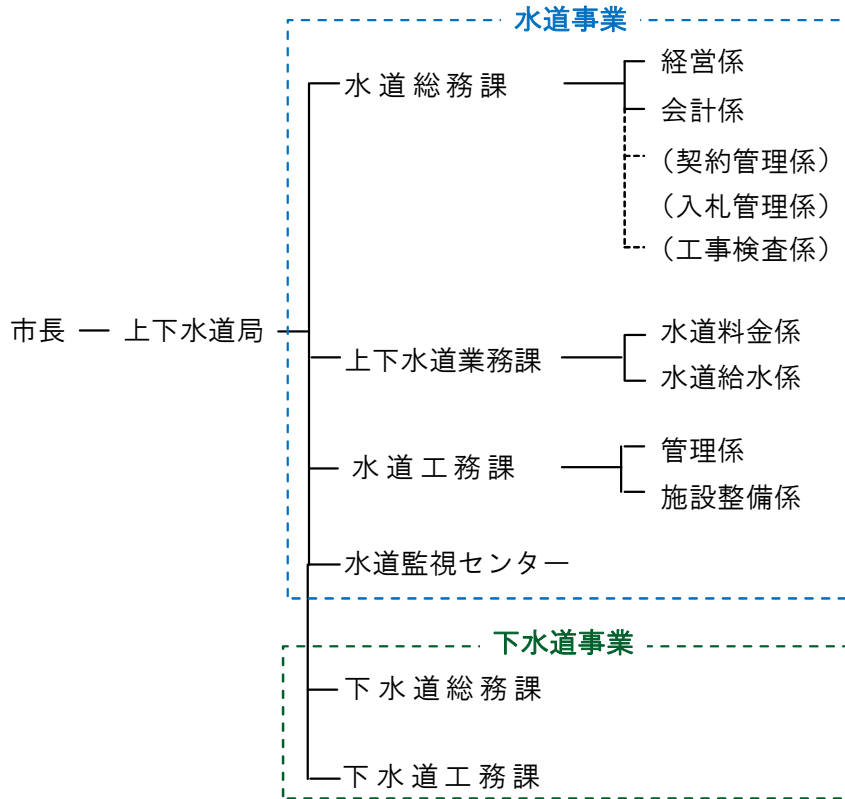 水道事業
水道総務課
経営係
会計係
（契約管理係）
（入札管理係）
（工事検査係）
市長 — 上下水道局
上下水道業務課
水道料金係
水道給水係
水道工務課
管理係
施設整備係
水道監視センター
下水道事業
下水道総務課
下水道工務課